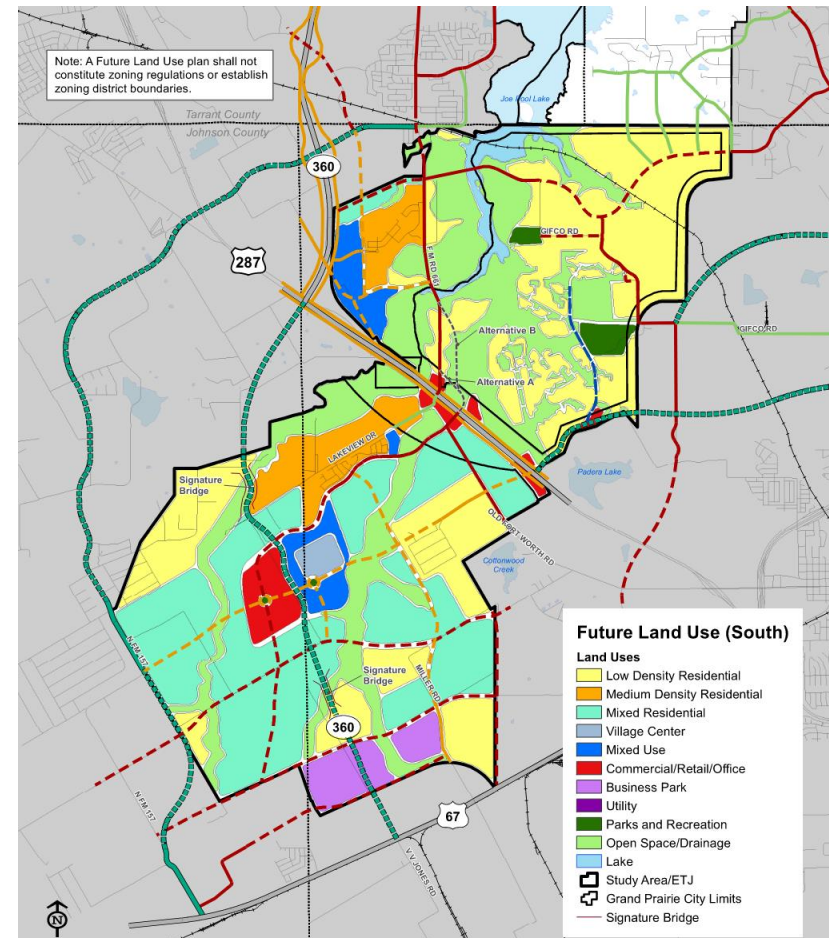 Note: A Future Land Use plan shall not
constitute zoning regulations or establish
zoning district boundaries.
Joe Pool Lake
Tarrant County
Johnson County
360
287
GIFCO RD
F M RD 661
GIFCO RD
Alternative B
Alternative A
LAKEVIEW DR
Signature
Bridge
Padera Lake
OLD FORT WORTH RD
Cottonwood
Creek
N FM 157
Signature
Bridge
MILLER RD
360
N FM 157
67
V V JONES RD
N
Future Land Use (South)
Land Uses
Low Density Residential
Medium Density Residential
Mixed Residential
Village Center
Mixed Use
Commercial/Retail/Office
Business Park
Utility
Parks and Recreation
Open Space/Drainage
Lake
Study Area/ETJ
Grand Prairie City Limits
Signature Bridge